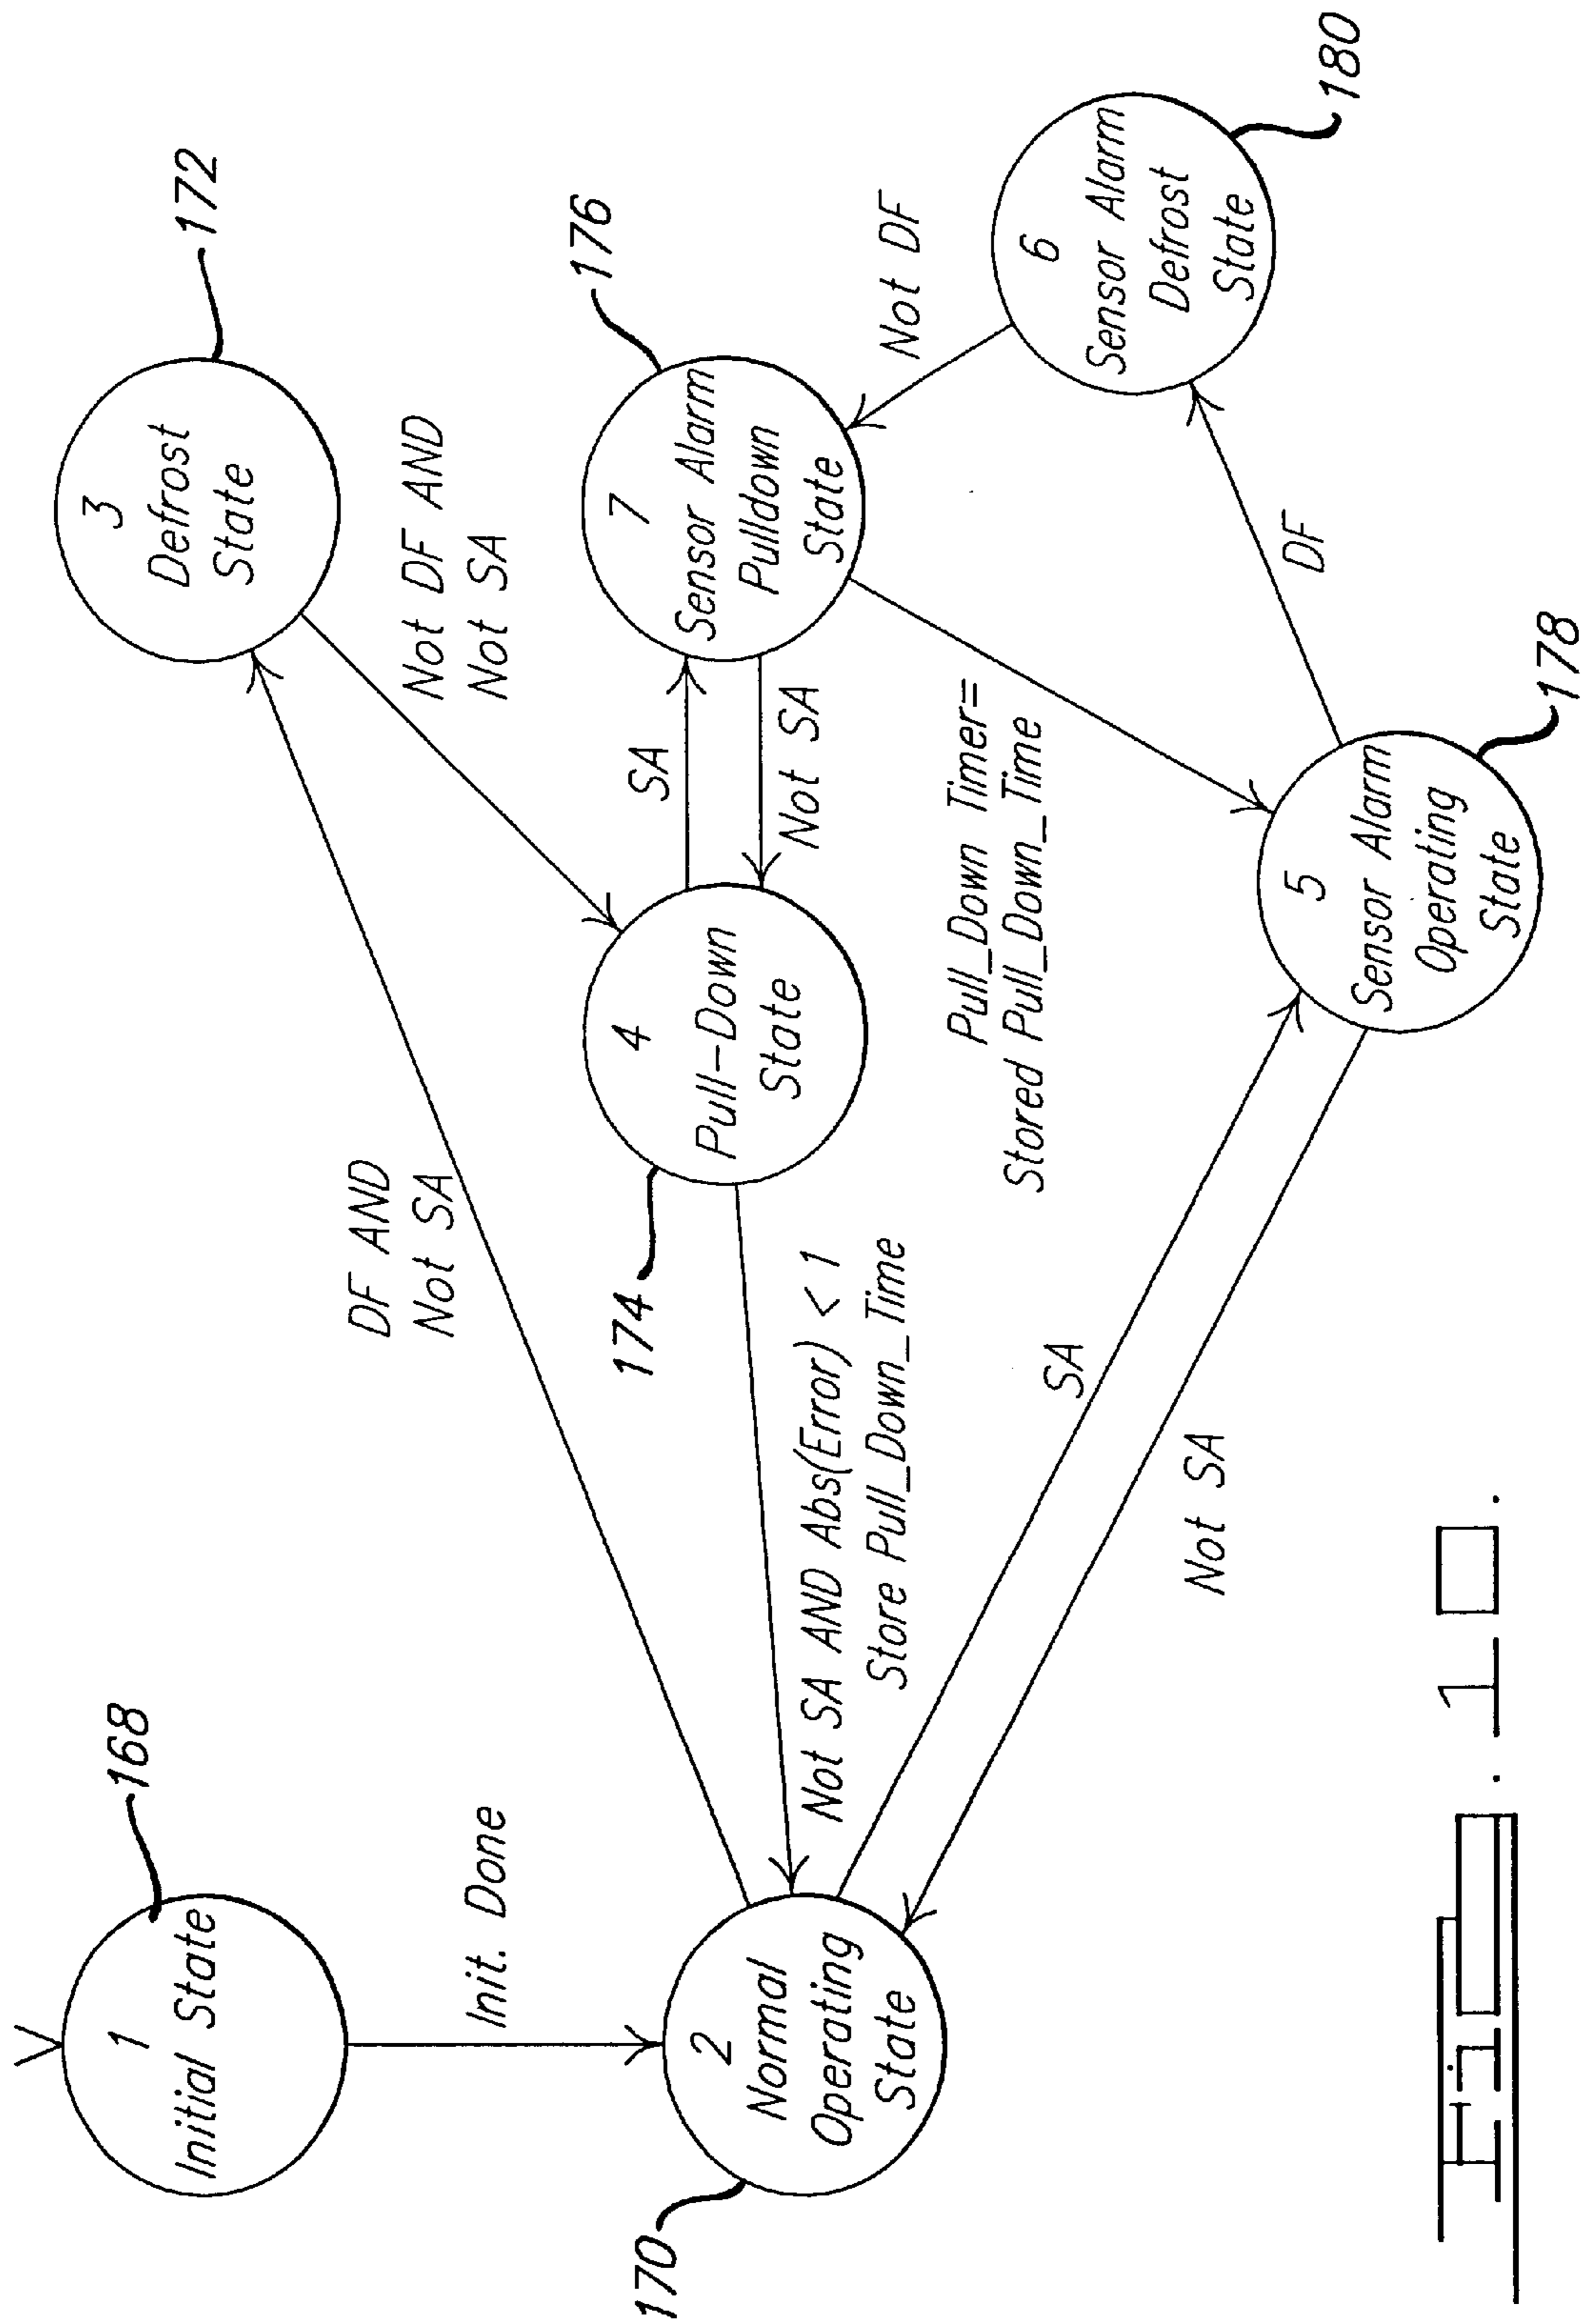 1
Initial State
168
Init. Done
2
Normal
Operating
State
170
DF AND
Not SA
3
Defrost
State
172
Not DF AND
Not SA
4
Pull-Down
State
174
SA
Not SA
7
Sensor Alarm
Pulldown
State
176
Not SA AND Abs(Error) < 1
Store Pull_Down_Time
Pull_Down Timer=
Stored Pull_Down_Time
Not DF
6
Sensor Alarm
Defrost
State
180
SA
Not SA
DF
5
Sensor Alarm
Operating
State
178
Fig. 10.